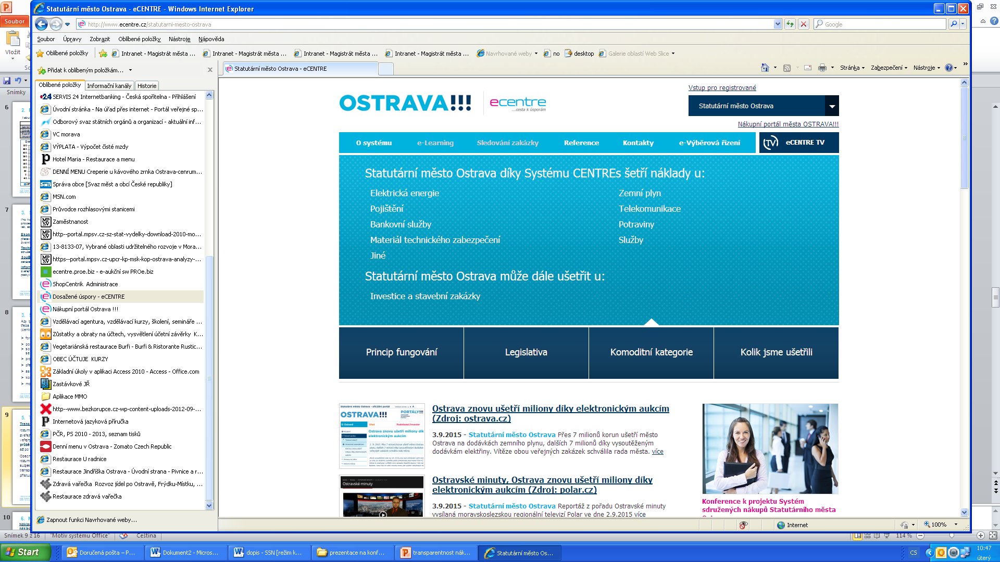 Statutární město Ostrava - eCENTRE - Windows Internet Explorer
Soubor
http://www.ecentre.cz/statutarni-mesto-ostrava
Google
Soubor Úpravy Zobrazit Oblíbené položky Nástroje Nápověda
Vložit
Oblíbené položky
Intranet - Magistrát města ...
Intranet - Magistrát města ...
Intranet - Magistrát města ...
Intranet - Magistrát města ...
Navrhované weby
no
desktop
Galerie oblastí Web Slice
Přidat k oblíbeným položkám...
Statutární město Ostrava - eCENTRE
Stránka Zabezpečení Nástroje
Oblíbené položky Informační kanály Historie
Snímky
SERVIS 24 Internetbanking - Česká spořitelna - Přihlášení
Úvodní stránka - Na úřad přes internet - Portál veřejné sp...
Odborový svaz státních orgánů a organizací - aktuální inf...
VC morava
VÝPLATA - Výpočet čisté mzdy
Hotel Maria - Restaurace a menu
DENNÍ MENU Creperie u kávového zrnka Ostrava-cenrum...
Správa obce [Svaz měst a obcí České republiky]
MSN.com
Průvodce rozhlasovými stanicemi
Zaměstnanost
http--portal.mpsv.cz-sz-stat-vydelky-download-2010-mo...
13-8133-07, Vybrané oblasti udržitelného rozvoje v Mora...
https--portal.mpsv.cz-upcr-kp-msk-kop-ostrava-analyzy-...
ecentre.proe.biz - e-aukční sw PROe.biz
ShopCentrik Administrace
Dosažené úspory - eCENTRE
Nákupní portál Ostrava !!!
Vzdělávací agentura, vzdělávací kurzy, školení, semináře ...
Zůstatky a obraty na účtech, vysvětlení účetní závěrky K...
Vegetariánská restaurace Burfi - Burfi & Ristorante Rustic...
OBEC ÚČTUJE KURZY
Základní úkoly v aplikaci Access 2010 - Access - Office.com
Zastávkové JŘ
Aplikace MMO
http--www.bezkorupce.cz-wp-content-uploads-2012-09-...
Internetová jazyková příručka
PČR, PS 2010 - 2013, seznam tisků
Denní menu v Ostrava - Zomato Czech Republic
Restaurace U radnice
Restaurace Jindřiška Ostrava - Úvodní strana - Pivnice a r...
Zdravá vařečka Rozvoz jídel po Ostravě, Frýdku-Místku, ...
Restaurace zdravá vařečka
Zapnout funkci Navrhované weby...
6
7
8
9
10
OSTRAVA!!!
ecentre
...cesta k úsporám
Vstup pro registrované
Statutární město Ostrava
Nákupní portál města OSTRAVA!!!
O systému e-Learning Sledování zakázky Reference Kontakty e-Výběrová řízení
TV eCENTRE TV
Statutární město Ostrava díky Systému CENTREs šetří náklady u:
Elektrická energie Zemní plyn
Pojištění Telekomunikace
Bankovní služby Potraviny
Materiál technického zabezpečení Služby
Jiné
Statutární město Ostrava může dále ušetřit u:
Investice a stavební zakázky
Princip fungování Legislativa Komoditní kategorie Kolik jsme ušetřili
OSTRAVA!!!
Ostrava znovu ušetří miliony díky elektronickým aukcím
(Zdroj: ostrava.cz)
3.9.2015 - Statutární město Ostrava Přes 7 milionů korun ušetří město
Ostrava na dodávkách zemního plynu, dalších 7 milionů díky vysoutěženým
dodávkám elektřiny. Vítěze obou veřejných zakázek schválila rada města. více
Ostravské minuty
Ostravské minuty, Ostrava znovu ušetří miliony díky
elektronickým aukcím (Zdroj: polar.cz)
3.9.2015 - Statutární město Ostrava Reportáž z pořadu Ostravské minuty
vysílaná moravskoslezskou regionální televizí Polar ve dne 2.9.2015 více
Konference k projektu Systém
sdružených nákupů Statutárního města
Internet
100%
Snímek 9 z 16 "Motiv systému Office" Čeština
114 %
Start
Doručená pošta – P...
Dokument2 - Micros...
dopis - SSN [režim k...
prezentace na konf...
transparentnost nák...
Statutární město Os...
CS
10:47
úterý